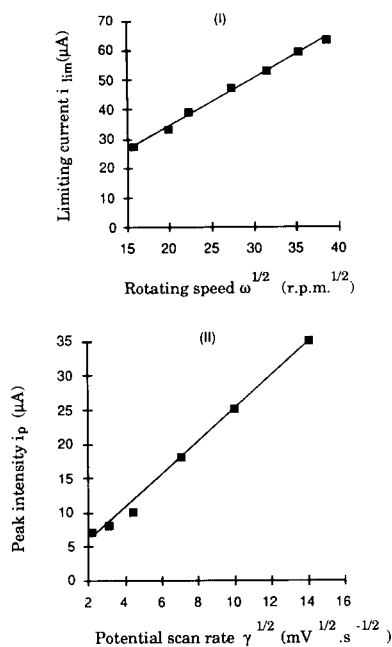 (I)
Limiting current i lim(μA)
70
60
50
40
30
20
10
0
15 20 25 30 35 40
Rotating speed ω1/2 (r.p.m.1/2)
(II)
Peak intensity ip (μA)
35
30
25
20
15
10
5
0
2 4 6 8 10 12 14 16
Potential scan rate γ 1/2 (mV1/2.s-1/2)